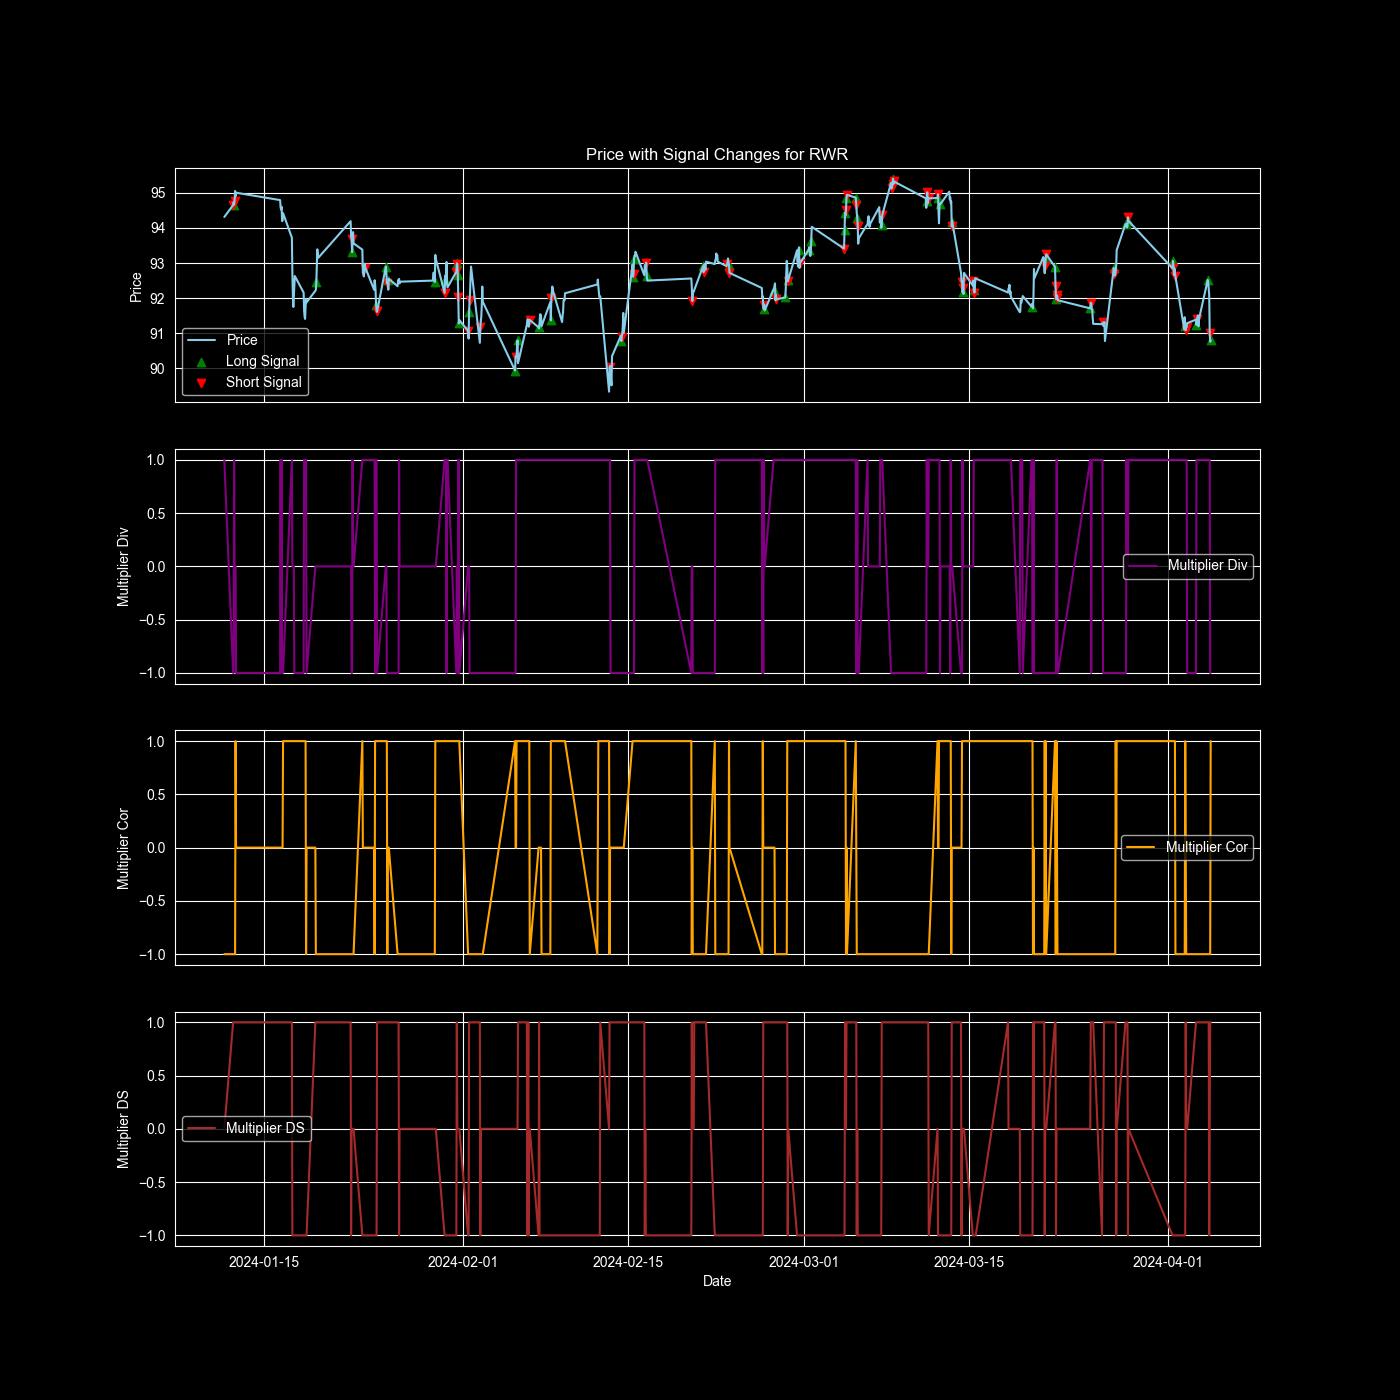 Price with Signal Changes for RWR
95
94
93
92
91
90
Price
Price
Long Signal
Short Signal
1.0
0.5
0.0
−0.5
−1.0
Multiplier Div
Multiplier Div
1.0
0.5
0.0
−0.5
−1.0
Multiplier Cor
Multiplier Cor
1.0
0.5
0.0
−0.5
−1.0
Multiplier DS
Multiplier DS
2024-01-15 2024-02-01 2024-02-15 2024-03-01 2024-03-15 2024-04-01
Date